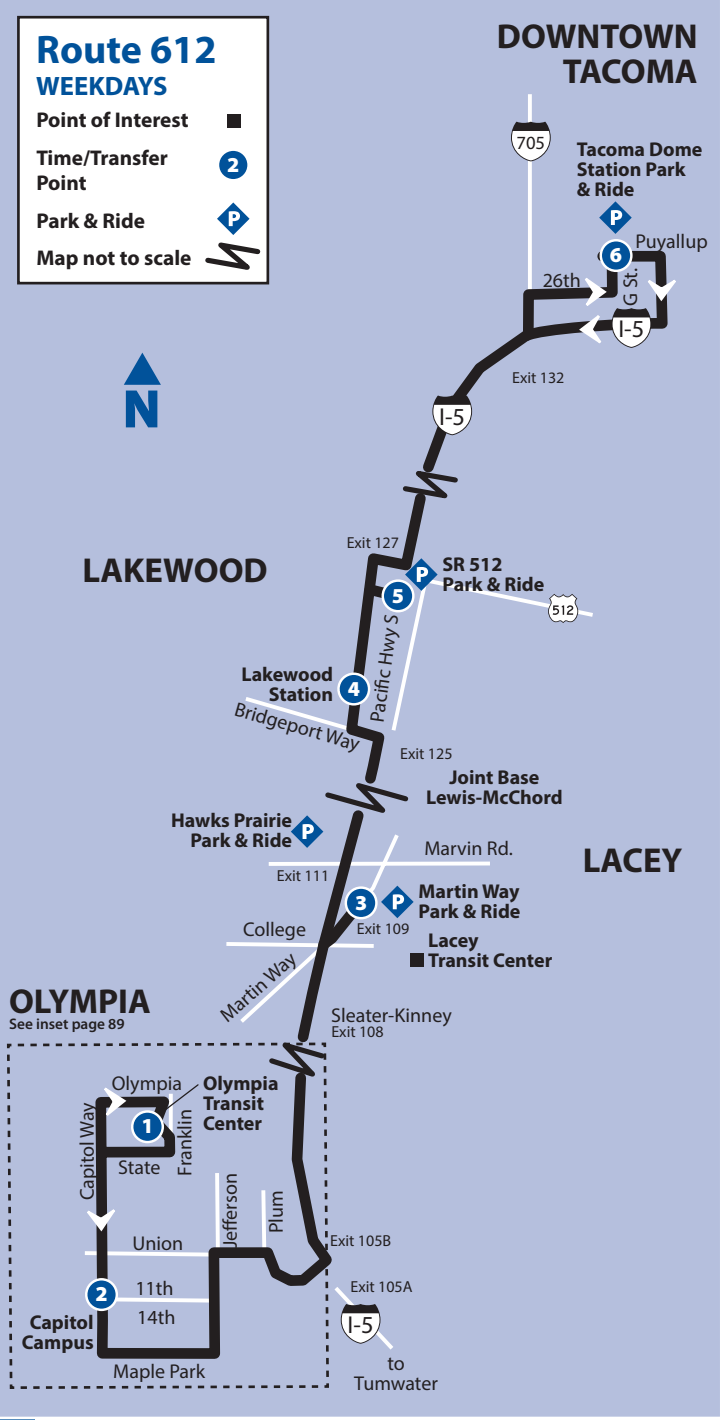 Route 612
WEEKDAYS
Point of Interest
Time/Transfer
Point
2
Park & Ride
P
Map not to scale
DOWNTOWN
TACOMA
705
Tacoma Dome
Station Park
& Ride
P
6
Puyallup
26th
G St.
I-5
Exit 132
N
I-5
LAKEWOOD
Exit 127
P
SR 512
Park & Ride
5
512
Pacific Hwy S
Lakewood
Station
4
Bridgeport Way
Exit 125
Joint Base
Lewis-McChord
Hawks Prairie
Park & Ride
P
Marvin Rd.
LACEY
Exit 111
3
P
Martin Way
Park & Ride
College
Exit 109
Lacey
Transit Center
Martin Way
OLYMPIA
See inset page 89
Sleater-Kinney
Exit 108
Olympia
Olympia
Transit
Center
1
Capitol Way
Franklin
State
Jefferson
Plum
Union
Exit 105B
2
11th
Exit 105A
14th
Capitol
Campus
I-5
Maple Park
to
Tumwater